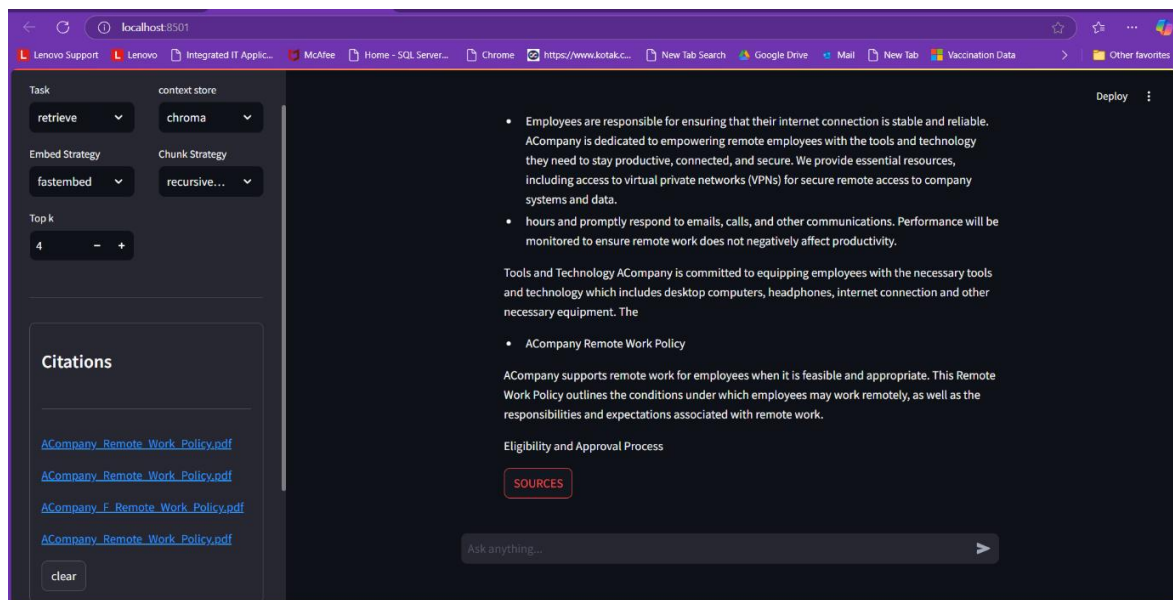 localhost:8501
Lenovo Support
Lenovo
Integrated IT Applic...
McAfee
Home - SQL Server...
Chrome
https://www.kotak.c...
New Tab Search
Google Drive
Mail
New Tab
Vaccination Data
Other favorites
Task
context store
retrieve
chroma
Embed Strategy
Chunk Strategy
fastembed
recursive...
Top k
4
Citations
ACompany_Remote_Work_Policy.pdf
ACompany_Remote_Work_Policy.pdf
ACompany_F_Remote_Work_Policy.pdf
ACompany_Remote_Work_Policy.pdf
clear
Deploy
• Employees are responsible for ensuring that their internet connection is stable and reliable.
ACompany is dedicated to empowering remote employees with the tools and technology
they need to stay productive, connected, and secure. We provide essential resources,
including access to virtual private networks (VPNs) for secure remote access to company
systems and data.
• hours and promptly respond to emails, calls, and other communications. Performance will be
monitored to ensure remote work does not negatively affect productivity.
Tools and Technology ACompany is committed to equipping employees with the necessary tools
and technology which includes desktop computers, headphones, internet connection and other
necessary equipment. The
• ACompany Remote Work Policy
ACompany supports remote work for employees when it is feasible and appropriate. This Remote
Work Policy outlines the conditions under which employees may work remotely, as well as the
responsibilities and expectations associated with remote work.
Eligibility and Approval Process
SOURCES
Ask anything...